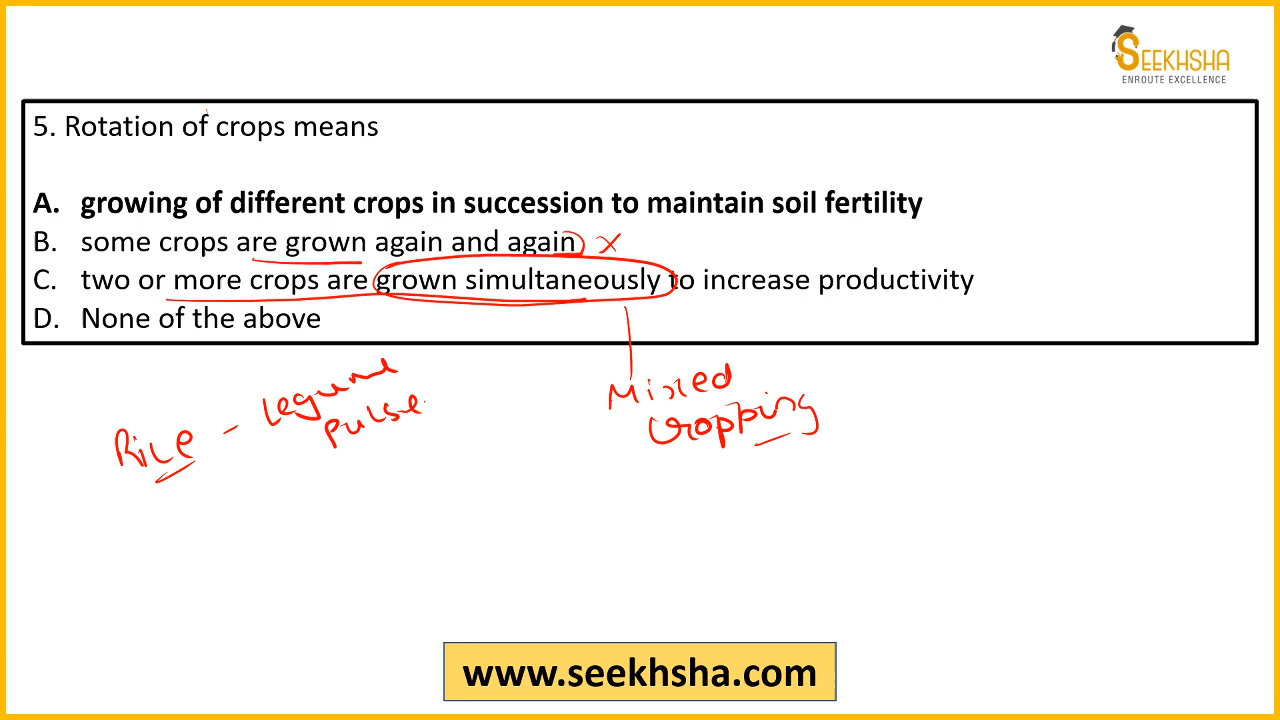 SEEKHSHA
ENROUTE EXCELLENCE
5. Rotation of crops means
A. growing of different crops in succession to maintain soil fertility
B. some crops are grown again and again ✗
C. two or more crops are grown simultaneously to increase productivity
D. None of the above
Rice - Legume
Pulse
Mixed
Cropping
www.seekhsha.com